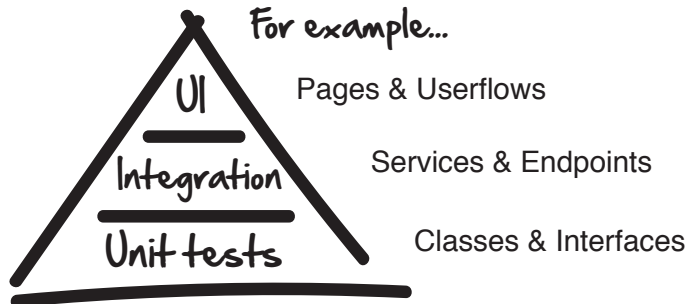 For example...
UI
Pages & Userflows
Integration
Services & Endpoints
Unit tests
Classes & Interfaces